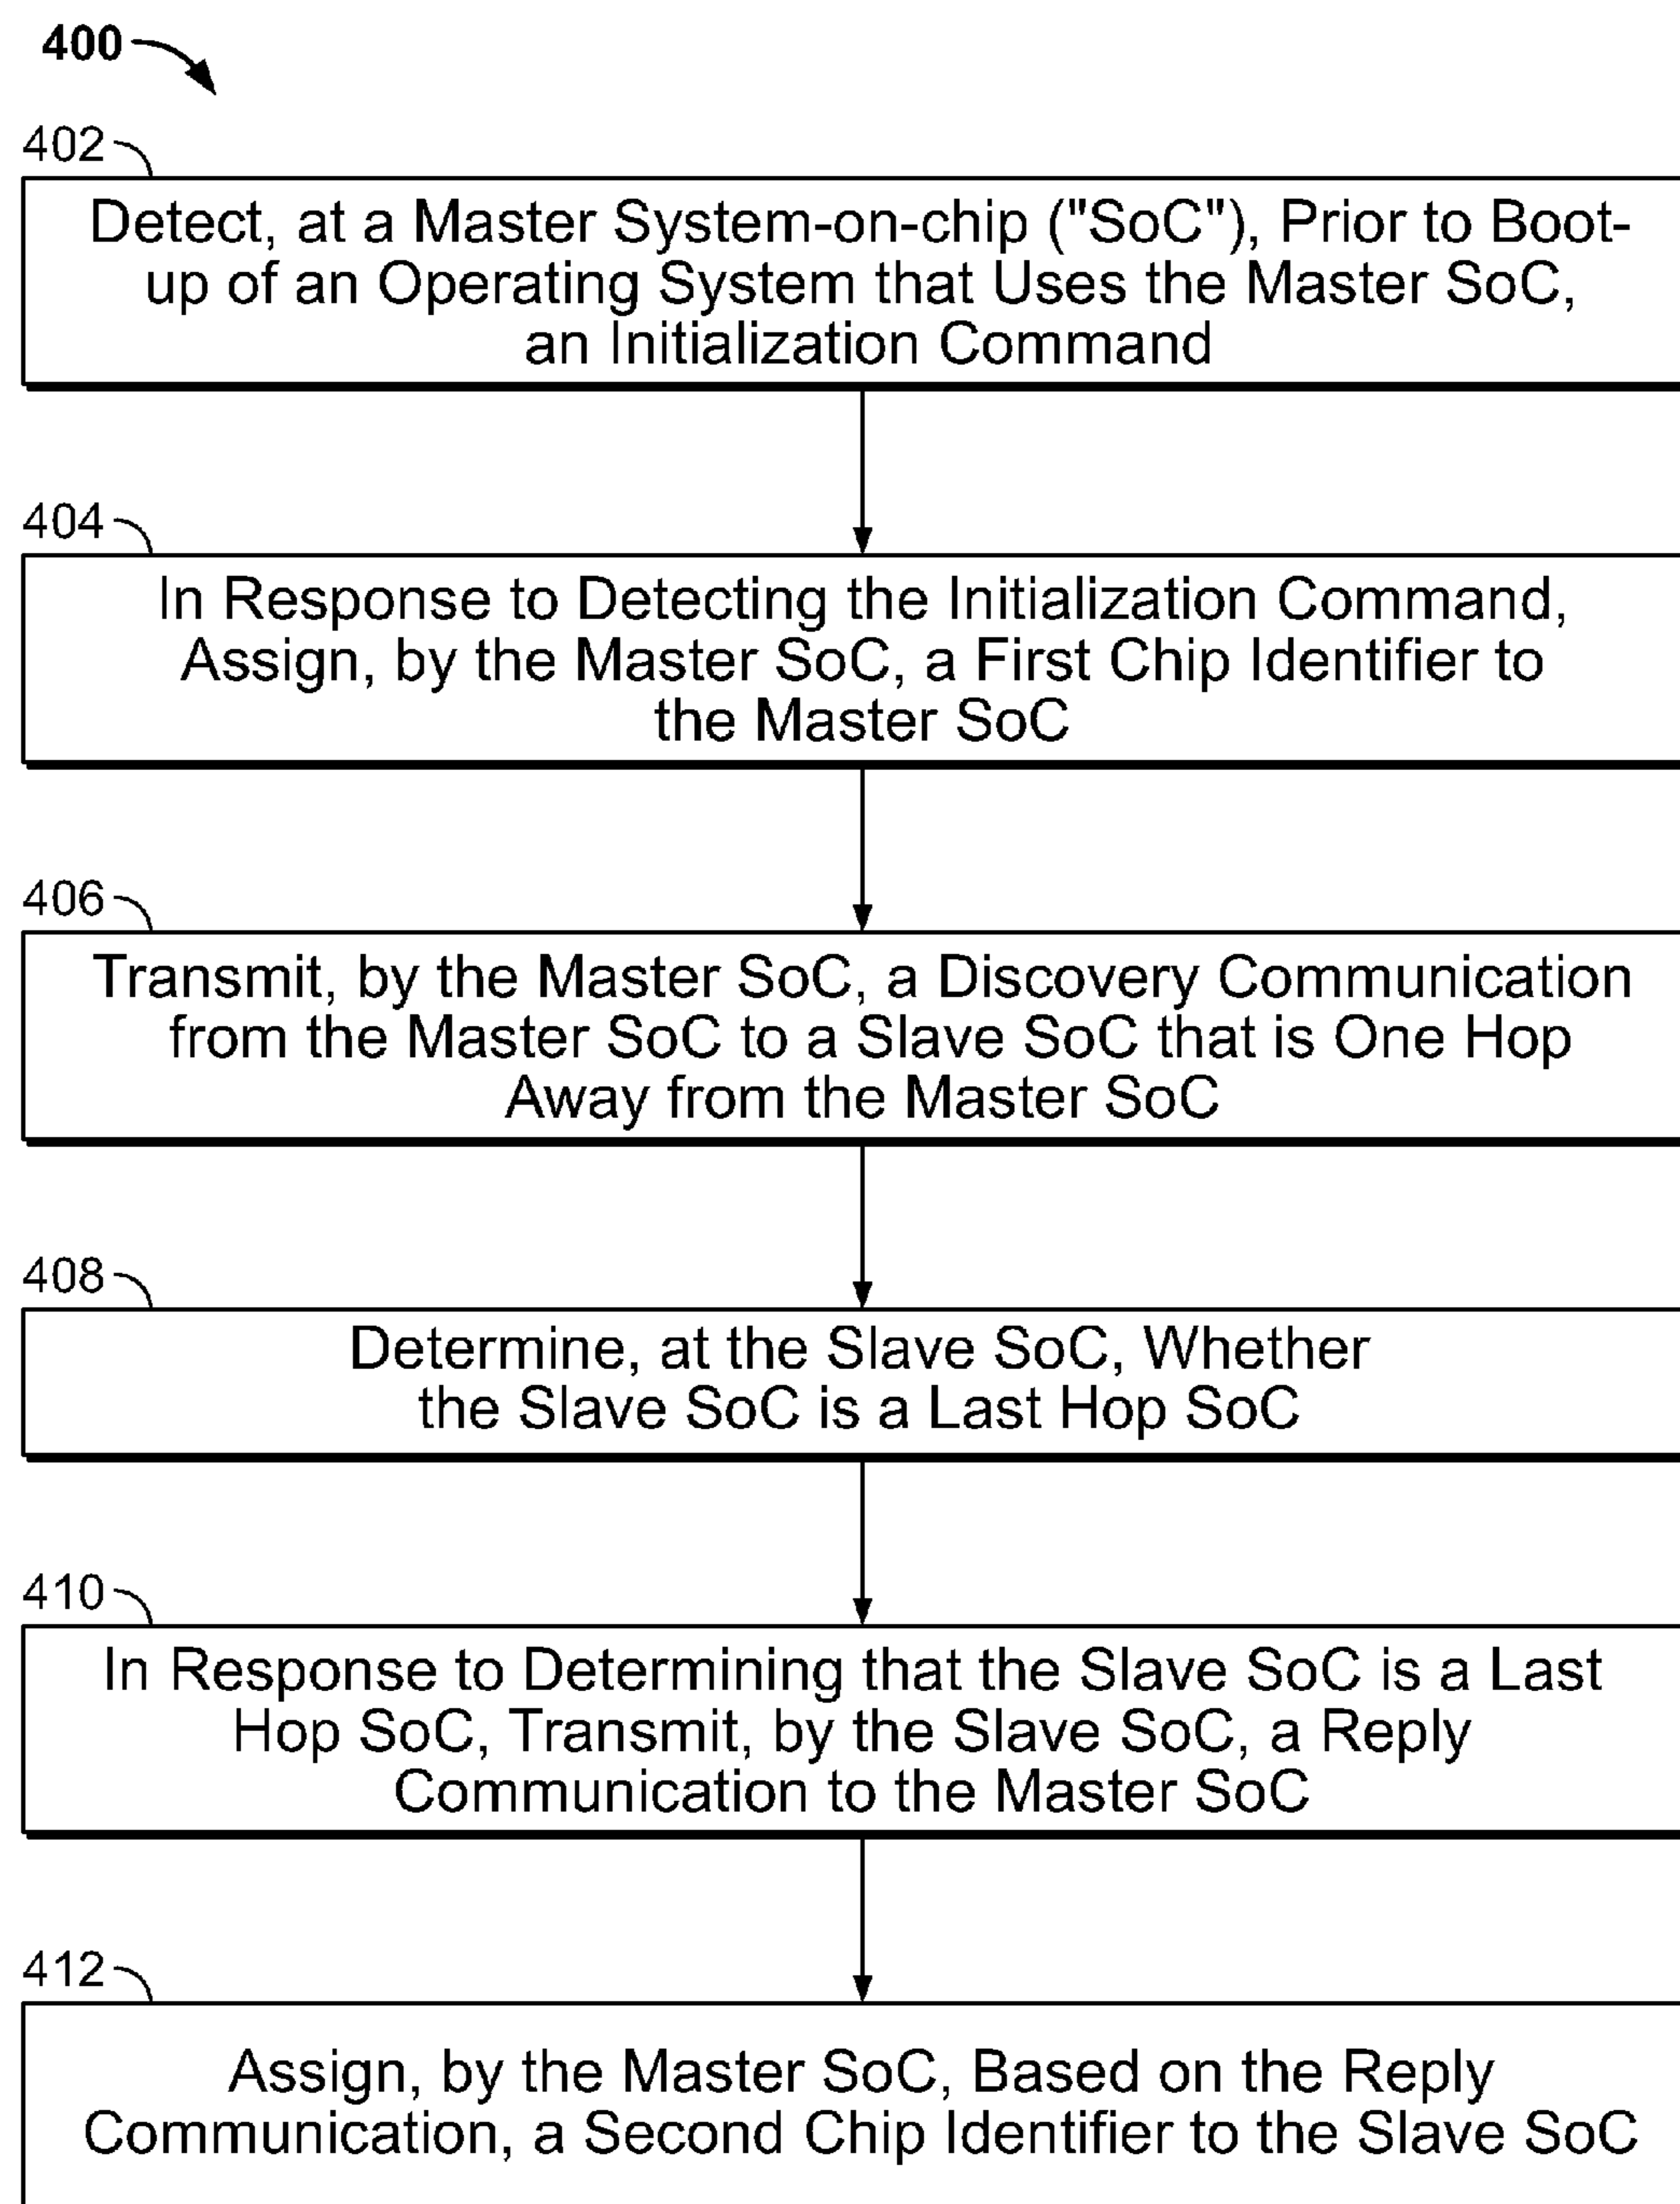 400
402
Detect, at a Master System-on-chip ("SoC"), Prior to Boot-
up of an Operating System that Uses the Master SoC,
an Initialization Command
404
In Response to Detecting the Initialization Command,
Assign, by the Master SoC, a First Chip Identifier to
the Master SoC
406
Transmit, by the Master SoC, a Discovery Communication
from the Master SoC to a Slave SoC that is One Hop
Away from the Master SoC
408
Determine, at the Slave SoC, Whether
the Slave SoC is a Last Hop SoC
410
In Response to Determining that the Slave SoC is a Last
Hop SoC, Transmit, by the Slave SoC, a Reply
Communication to the Master SoC
412
Assign, by the Master SoC, Based on the Reply
Communication, a Second Chip Identifier to the Slave SoC